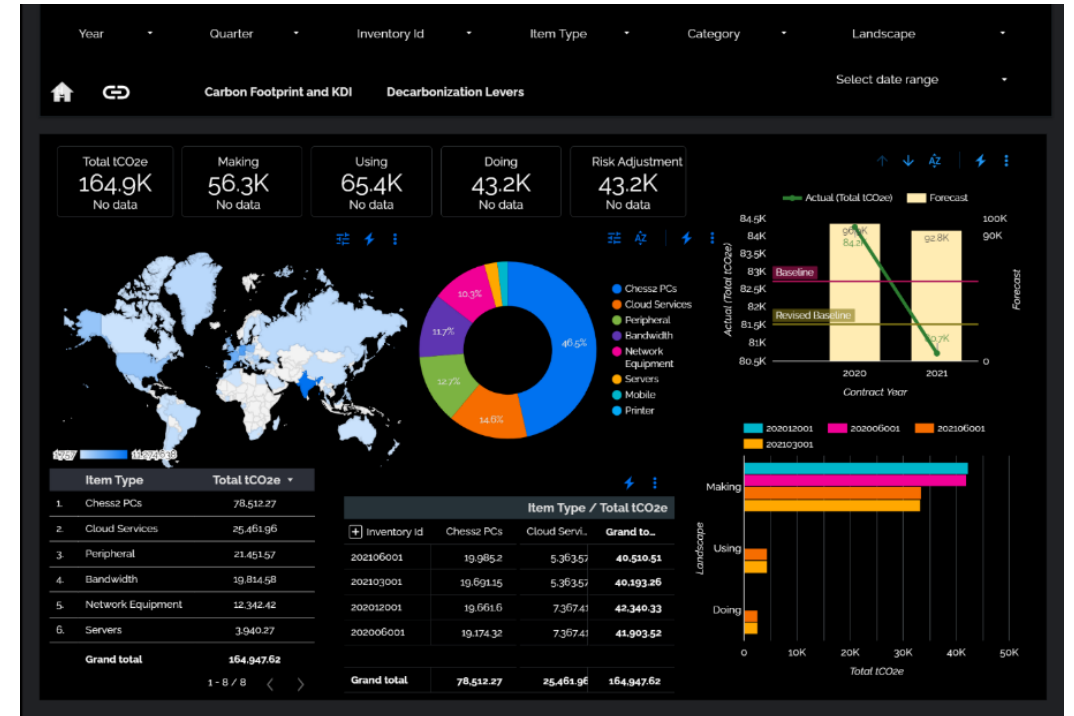 Year
Quarter
Inventory Id
Item Type
Category
Landscape
Select date range
Carbon Footprint and KDI
Decarbonization Levers
Total tCO2e
164.9K
No data
Making
56.3K
No data
Using
65.4K
No data
Doing
43.2K
No data
Risk Adjustment
43.2K
No data
46.5%
14.6%
12.7%
11.7%
10.3%
Chess2 PCs
Cloud Services
Peripheral
Bandwidth
Network
Equipment
Servers
Mobile
Printer
Actual (Total tCO2e)
Forecast
84.5K
84K
83.5K
83K
82.5K
82K
81.5K
81K
80.5K
Actual (Total tCO2e)
84.2K
92.8K
Baseline
Revised Baseline
100K
90K
0
Forecast
2020
2021
Contract Year
Item Type
Total tCO2e
1. Chess2 PCs 78,512.27
2. Cloud Services 25,461.96
3. Peripheral 21,451.57
4. Bandwidth 19,814.58
5. Network Equipment 12,342.42
6. Servers 3,940.27
Grand total 164,947.62
1 - 8 / 8
Item Type / Total tCO2e
Inventory Id Chess2 PCs Cloud Servi... Grand to...
202106001 19,985.2 5,363.57 40,510.51
202103001 19,691.15 5,363.57 40,193.26
202012001 19,661.6 7,367.41 42,340.33
202006001 19,174.32 7,367.41 41,903.52
Grand total 78,512.27 25,461.96 164,947.62
202012001
202006001
202106001
202103001
Landscape
Making
Using
Doing
0
10K
20K
30K
40K
50K
Total tCO2e